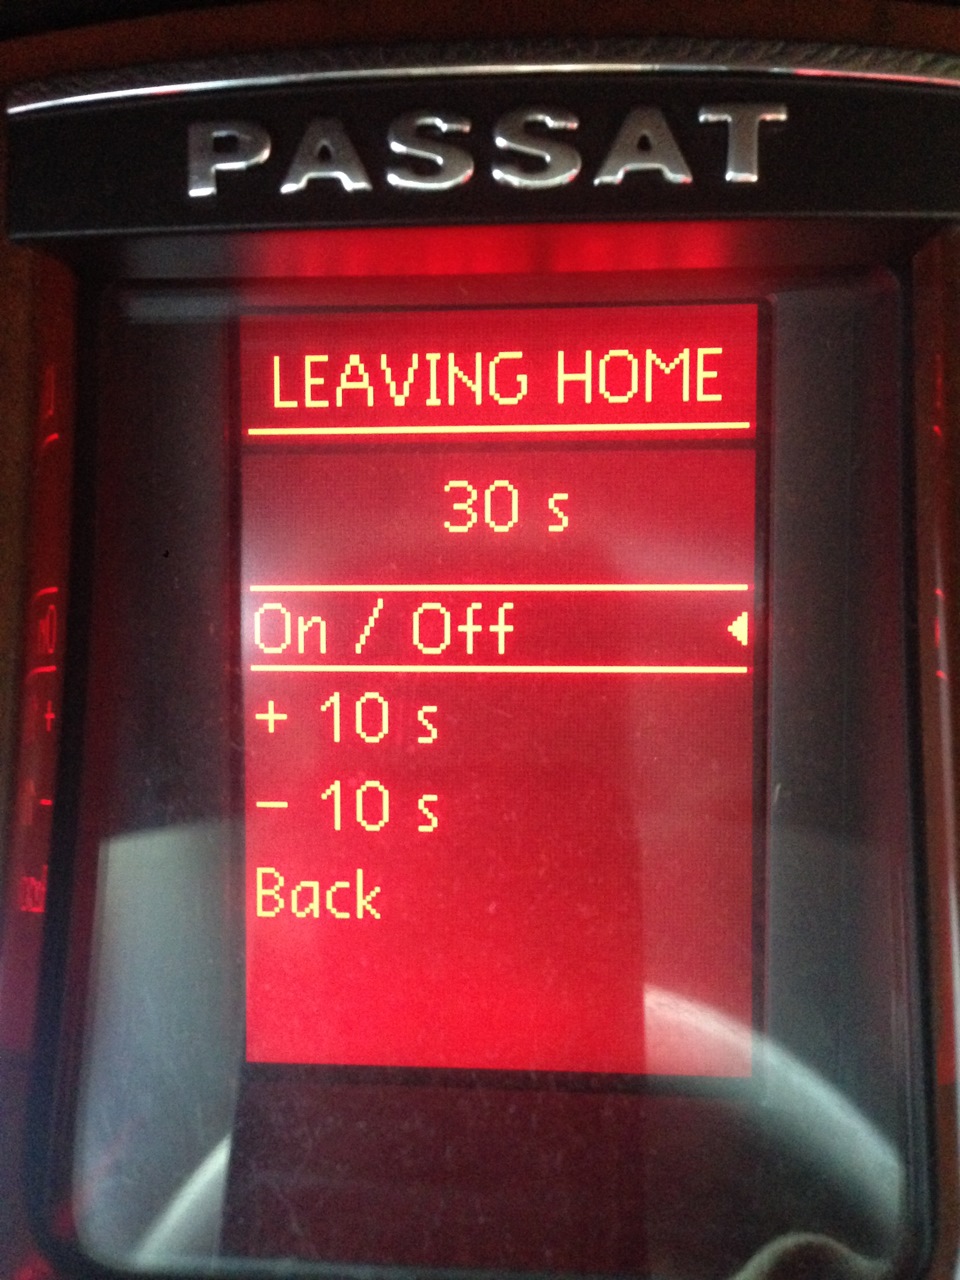 PASSAT
LEAVING HOME
30 s
On / Off
+ 10 s
− 10 s
Back